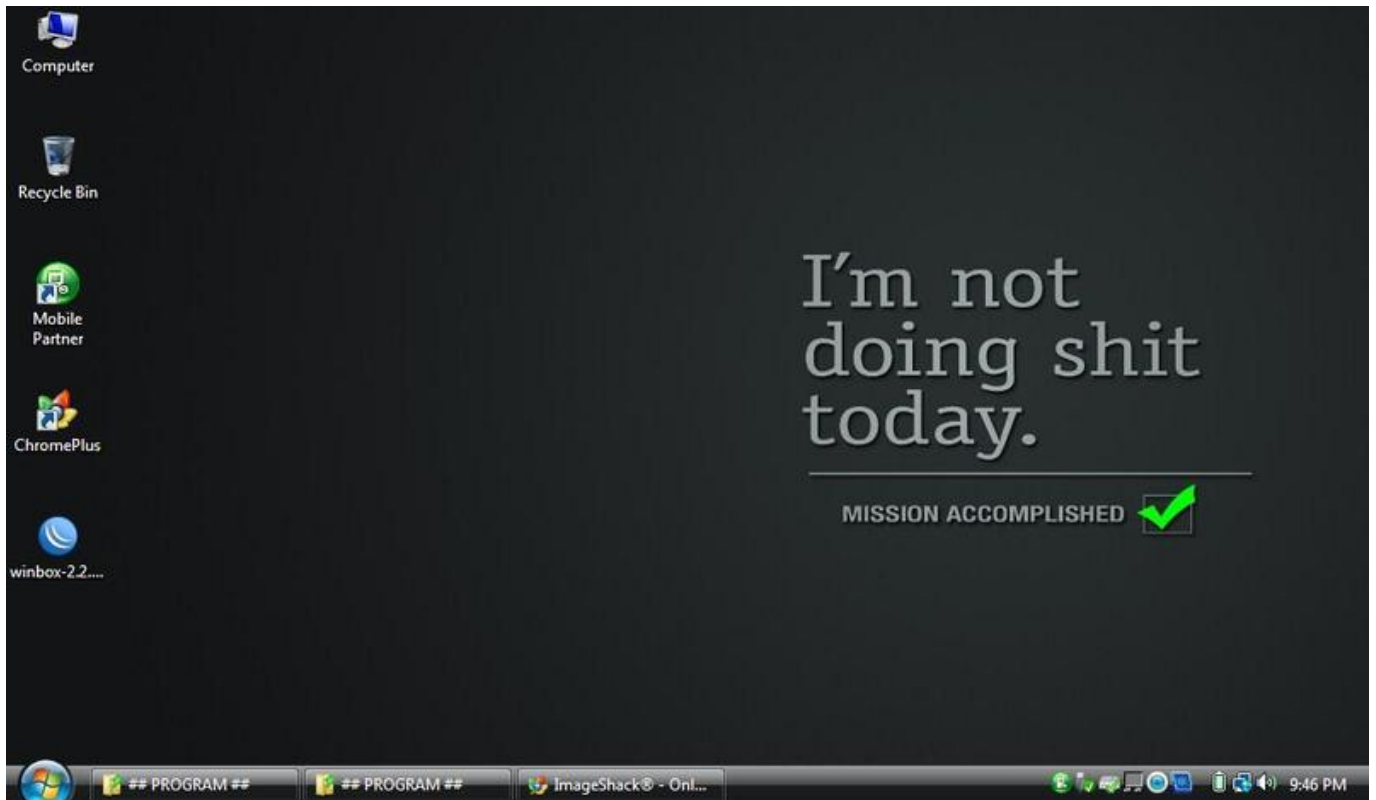 Computer
Recycle Bin
Mobile
Partner
ChromePlus
winbox-2.2....
I'm not
doing shit
today.
MISSION ACCOMPLISHED
## PROGRAM ##
## PROGRAM ##
ImageShack® - Onl...
9:46 PM